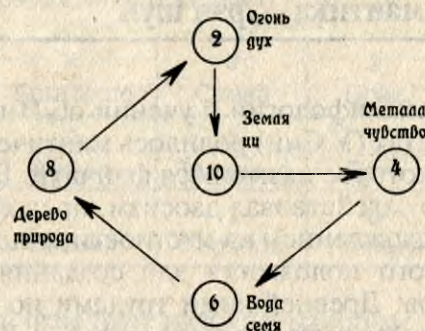 Огонь
2 дух
Земля
ци
Металл
чувство
8 10 4
Дерево
природа
6 Вода
семя